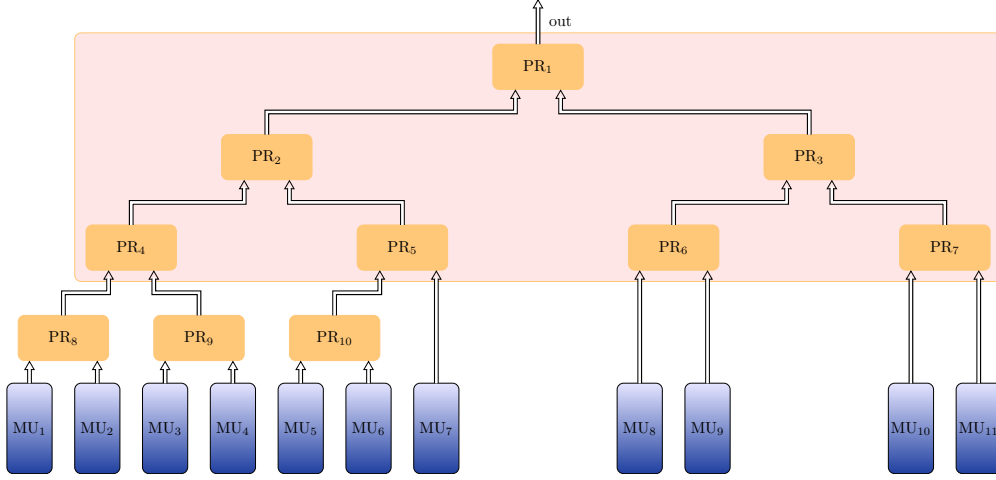 out
PR₁
PR₂ PR₃
PR₄ PR₅ PR₆ PR₇
PR₈ PR₉ PR₁₀
MU₁ MU₂ MU₃ MU₄ MU₅ MU₆ MU₇ MU₈ MU₉ MU₁₀ MU₁₁